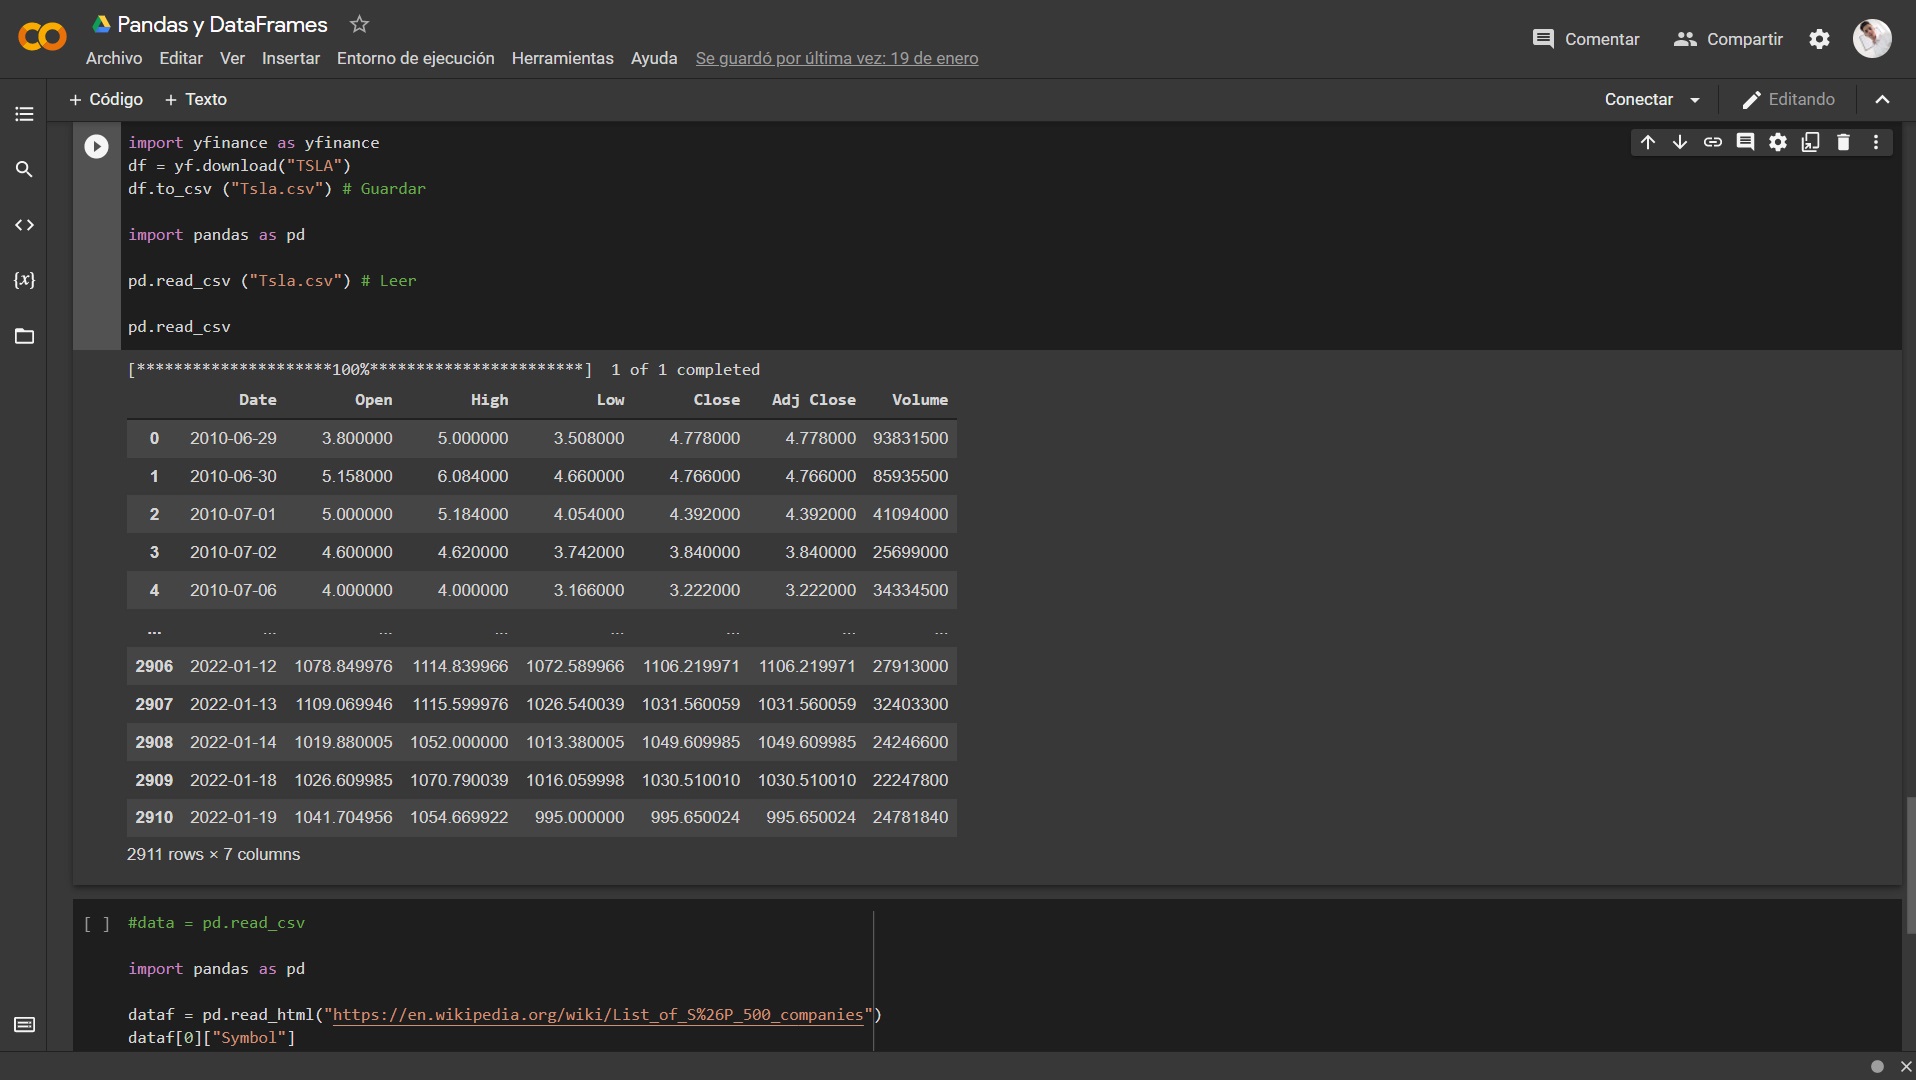 Pandas y DataFrames
Archivo Editar Ver Insertar Entorno de ejecución Herramientas Ayuda Se guardó por última vez: 19 de enero
Comentar Compartir
+ Código + Texto
Conectar Editando
import yfinance as yfinance
df = yf.download("TSLA")
df.to_csv ("Tsla.csv") # Guardar
import pandas as pd
pd.read_csv ("Tsla.csv") # Leer
pd.read_csv
[*********************100%***********************] 1 of 1 completed
Date Open High Low Close Adj Close Volume
0 2010-06-29 3.800000 5.000000 3.508000 4.778000 4.778000 93831500
1 2010-06-30 5.158000 6.084000 4.660000 4.766000 4.766000 85935500
2 2010-07-01 5.000000 5.184000 4.054000 4.392000 4.392000 41094000
3 2010-07-02 4.600000 4.620000 3.742000 3.840000 3.840000 25699000
4 2010-07-06 4.000000 4.000000 3.166000 3.222000 3.222000 34334500
... ... ... ... ... ... ... ...
2906 2022-01-12 1078.849976 1114.839966 1072.589966 1106.219971 1106.219971 27913000
2907 2022-01-13 1109.069946 1115.599976 1026.540039 1031.560059 1031.560059 32403300
2908 2022-01-14 1019.880005 1052.000000 1013.380005 1049.609985 1049.609985 24246600
2909 2022-01-18 1026.609985 1070.790039 1016.059998 1030.510010 1030.510010 22247800
2910 2022-01-19 1041.704956 1054.669922 995.000000 995.650024 995.650024 24781840
2911 rows × 7 columns
[ ] #data = pd.read_csv
import pandas as pd
dataf = pd.read_html("https://en.wikipedia.org/wiki/List_of_S%26P_500_companies")
dataf[0]["Symbol"]